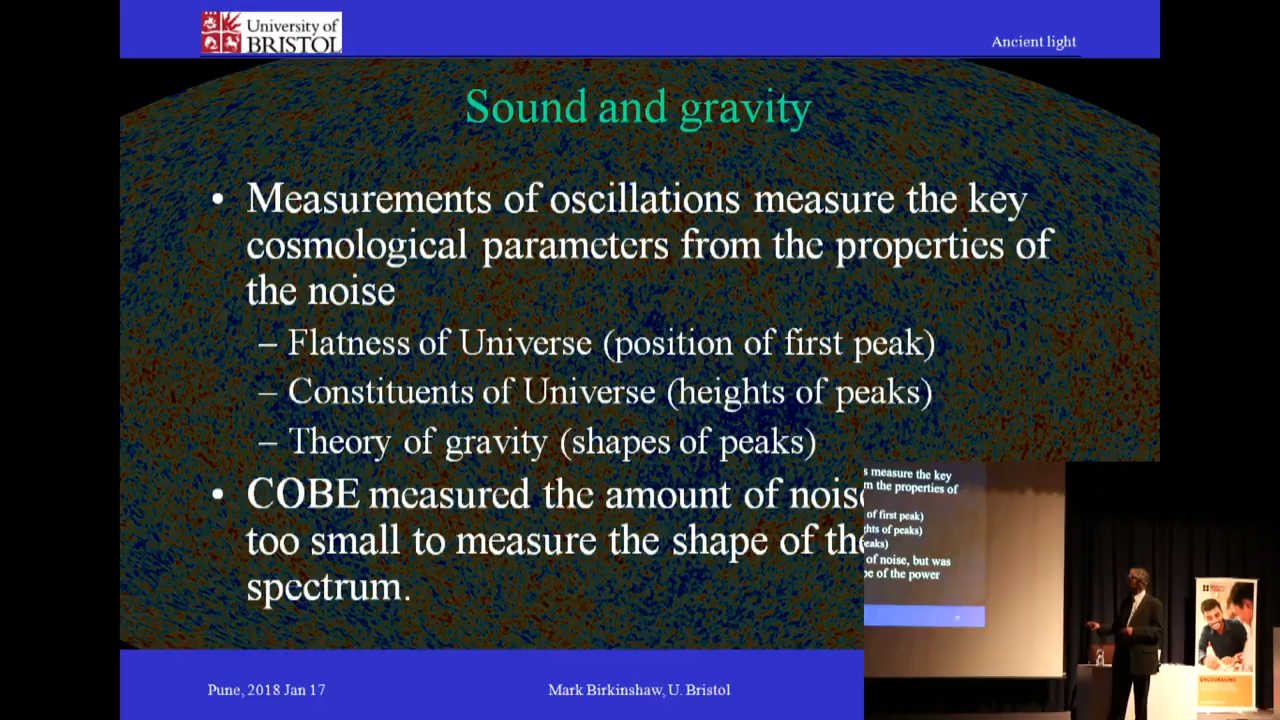 University of
BRISTOL
Ancient light
Sound and gravity
• Measurements of oscillations measure the key
cosmological parameters from the properties of
the noise
– Flatness of Universe (position of first peak)
– Constituents of Universe (heights of peaks)
– Theory of gravity (shapes of peaks)
• COBE measured the amount of noise
too small to measure the shape of the
spectrum.
s measure the key
m the properties of
of first peak)
hts of peaks)
eaks)
of noise, but was
pe of the power
Pune, 2018 Jan 17
Mark Birkinshaw, U. Bristol
ENCOURAGING